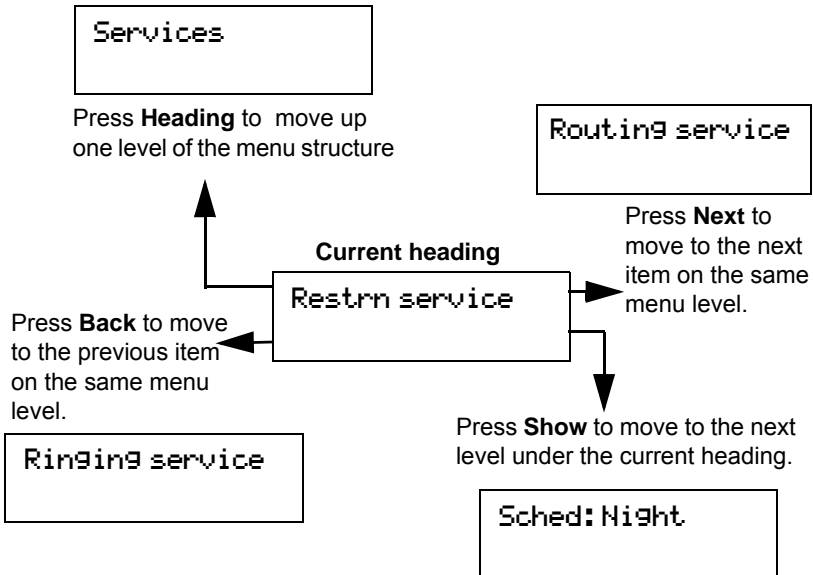 Services
Press Heading to move up
one level of the menu structure
Routing service
Press Next to
move to the next
item on the same
menu level.
Current heading
Restrn service
Press Back to move
to the previous item
on the same menu
level.
Ringing service
Press Show to move to the next
level under the current heading.
Sched:Night